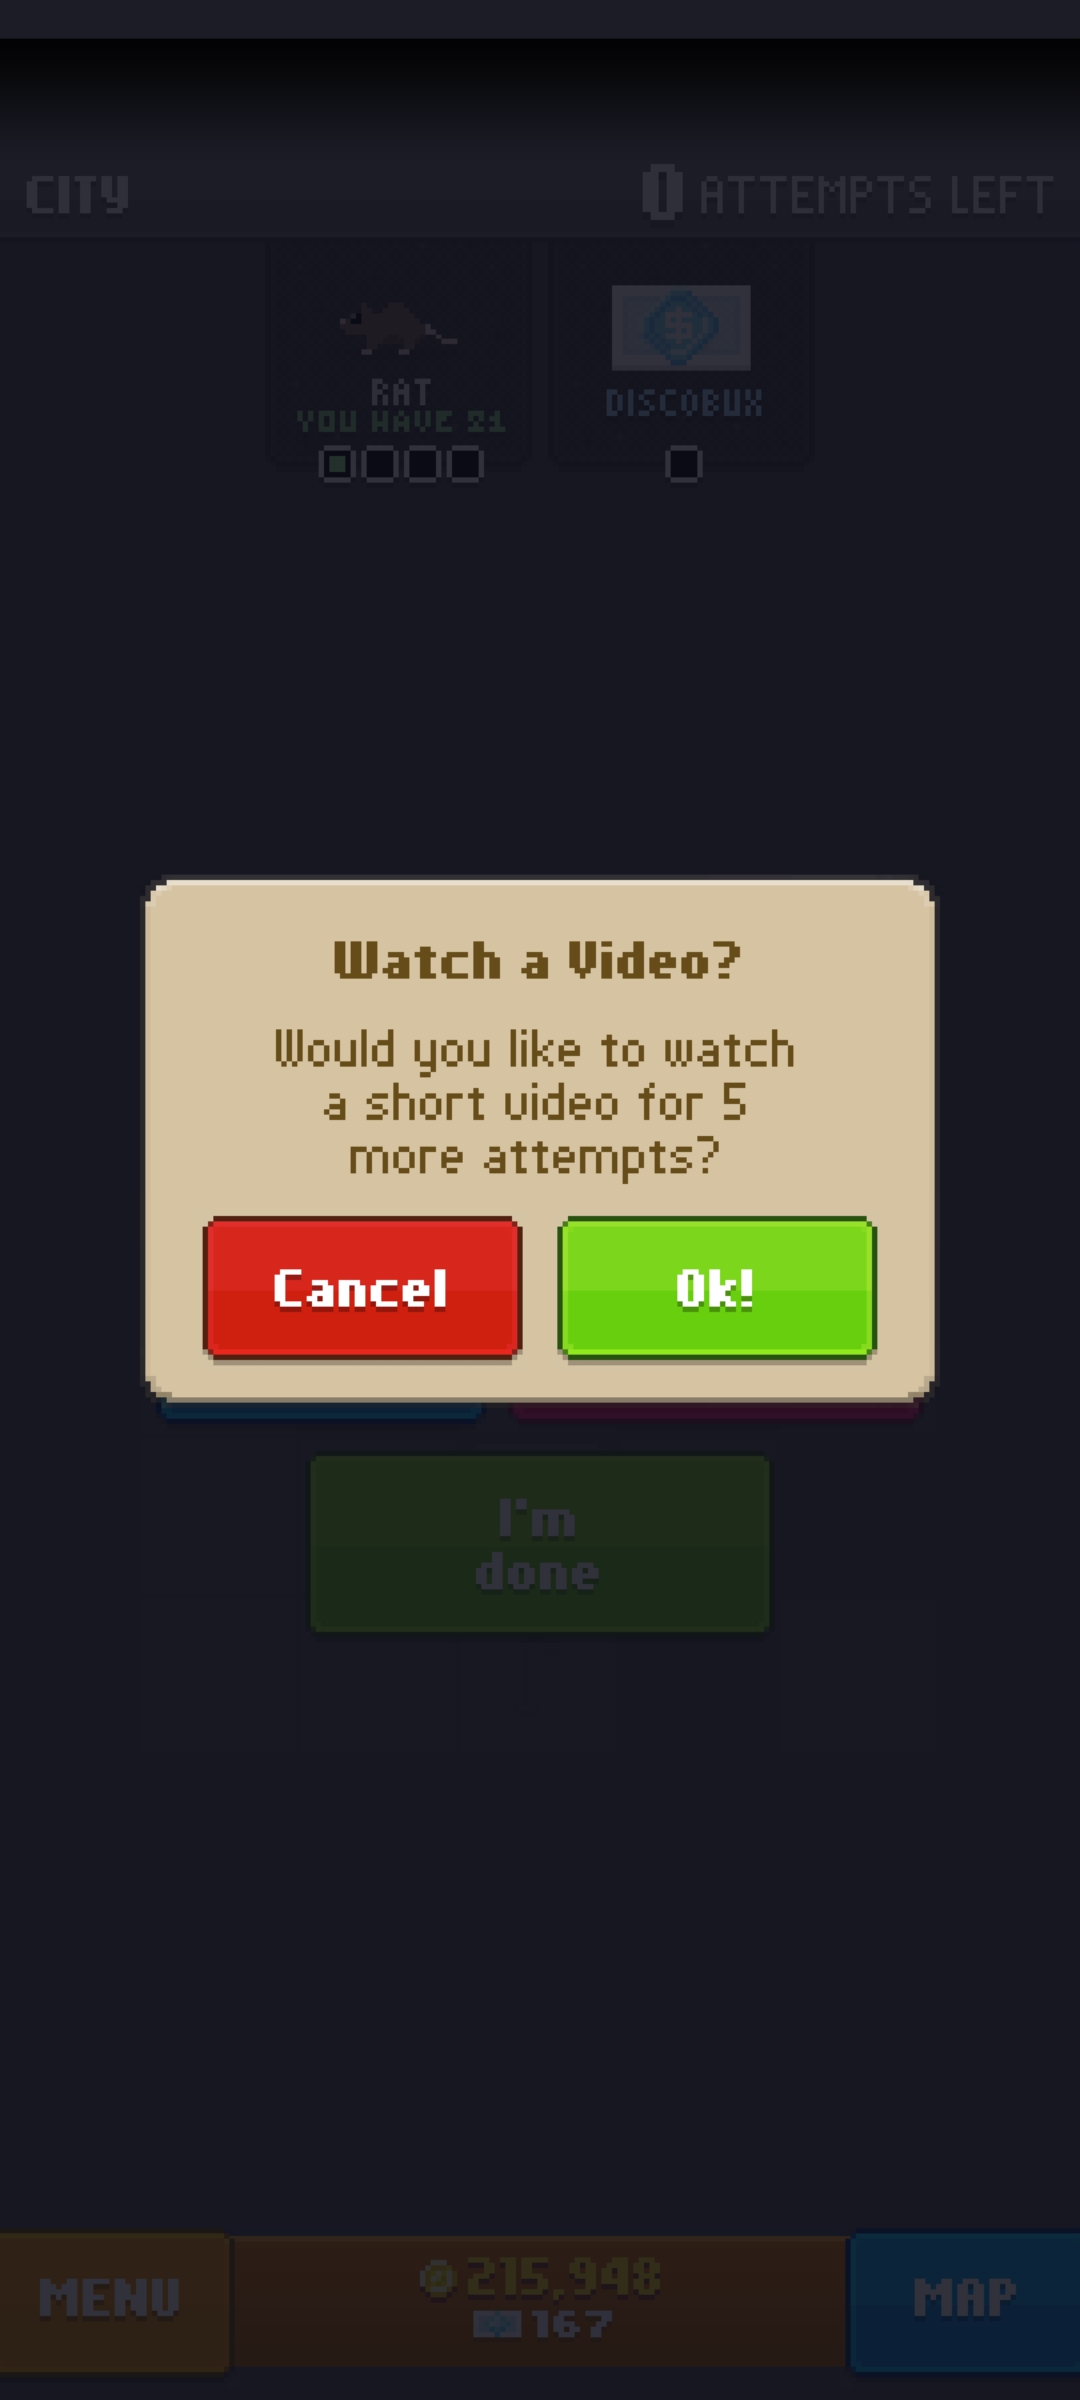 CITY
0 ATTEMPTS LEFT
RAT
YOU HAVE 21
DISCOBUX
Watch a Video?
Would you like to watch
a short video for 5
more attempts?
Cancel
Ok!
I'm
done
MENU
215,948
167
MAP